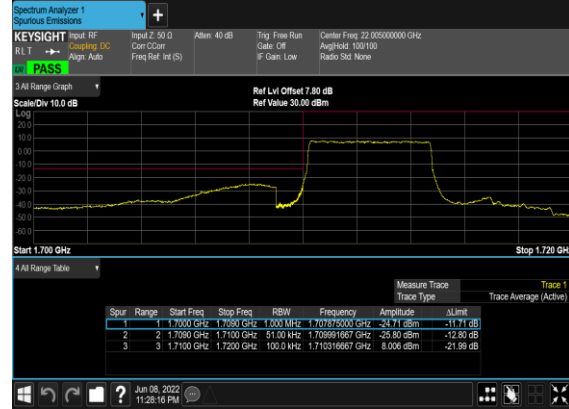 Spectrum Analyzer 1
Spurious Emissions
KEYSIGHT Input: RF Input Z: 50 Ω Atten: 40 dB Trig: Free Run Center Freq: 22.005000000 GHz
RLT Coupling: DC Corr CCorr Gate: Off Avg|Hold: 100/100
Align: Auto Freq Ref: Int (S) IF Gain: Low Radio Std: None
PASS
3 All Range Graph Ref Lvl Offset 7.80 dB
Scale/Div 10.0 dB Ref Value 30.00 dBm
Log
20.0
10.0
0.00
-10.0
-20.0
-30.0
-40.0
-50.0
-60.0
Start 1.700 GHz Stop 1.720 GHz
4 All Range Table
Measure Trace Trace 1
Trace Type Trace Average (Active)
Spur Range Start Freq Stop Freq RBW Frequency Amplitude ΔLimit
1 1 1.7000 GHz 1.7090 GHz 1.000 MHz 1.707875000 GHz -24.71 dBm -11.71 dB
2 2 1.7090 GHz 1.7100 GHz 51.00 kHz 1.709991667 GHz -25.80 dBm -12.80 dB
3 3 1.7100 GHz 1.7200 GHz 100.0 kHz 1.710316667 GHz 8.006 dBm -21.99 dB
? Jun 08, 2022
11:28:16 PM